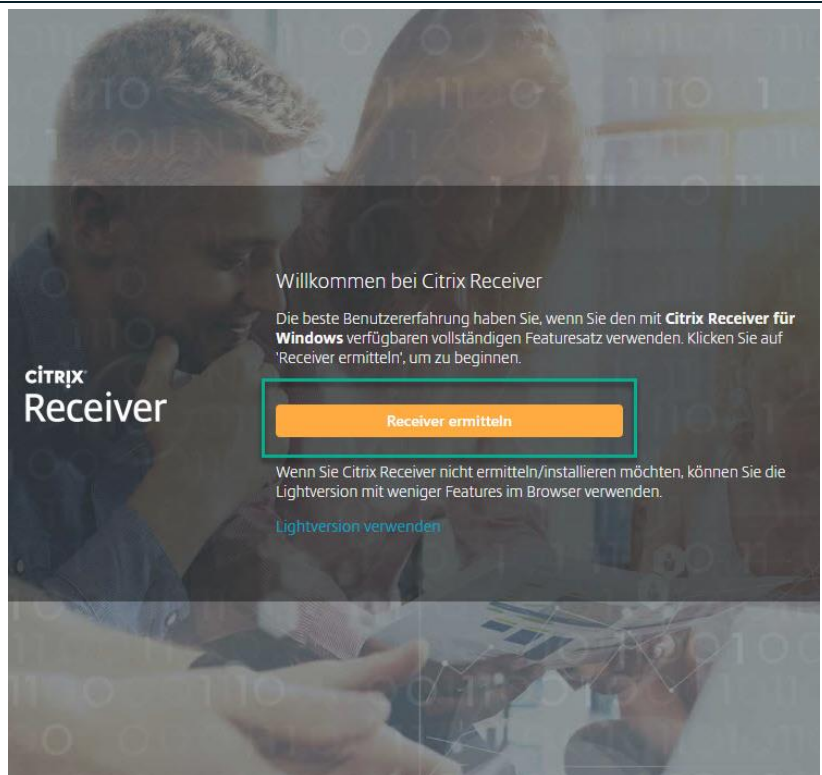 Willkommen bei Citrix Receiver
Die beste Benutzererfahrung haben Sie, wenn Sie den mit Citrix Receiver für
Windows verfügbaren vollständigen Featuresatz verwenden. Klicken Sie auf
'Receiver ermitteln', um zu beginnen.
CITRIX
Receiver
Receiver ermitteln
Wenn Sie Citrix Receiver nicht ermitteln/installieren möchten, können Sie die
Lightversion mit weniger Features im Browser verwenden.
Lightversion verwenden